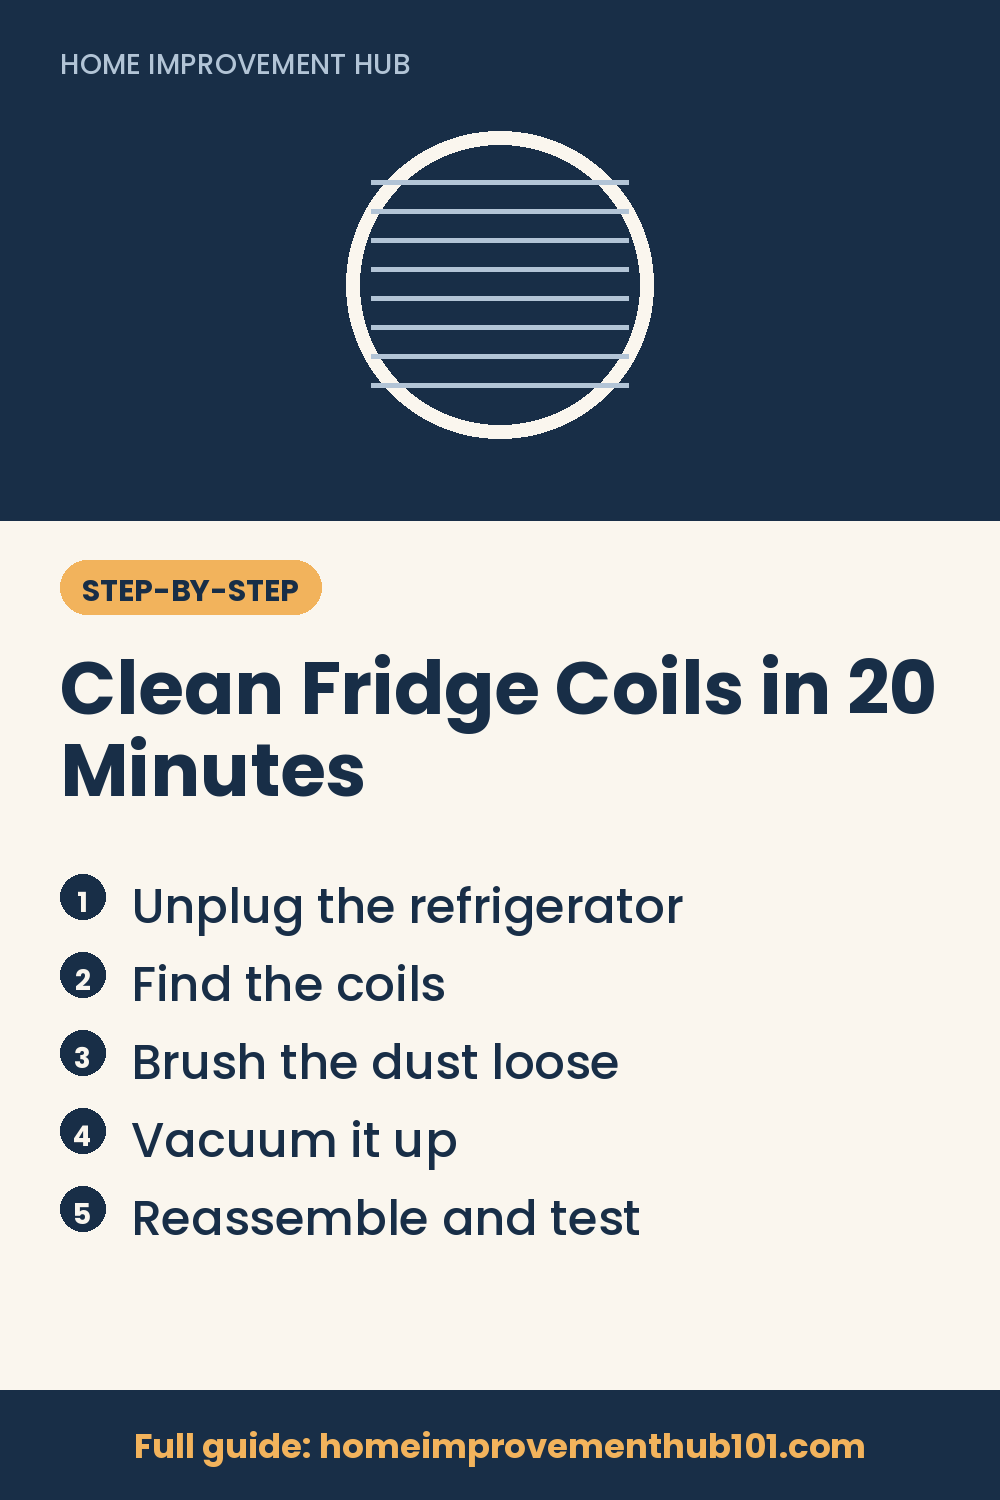 HOME IMPROVEMENT HUB
STEP-BY-STEP
Clean Fridge Coils in 20
Minutes
1 Unplug the refrigerator
2 Find the coils
3 Brush the dust loose
4 Vacuum it up
5 Reassemble and test
Full guide: homeimprovementhub101.com